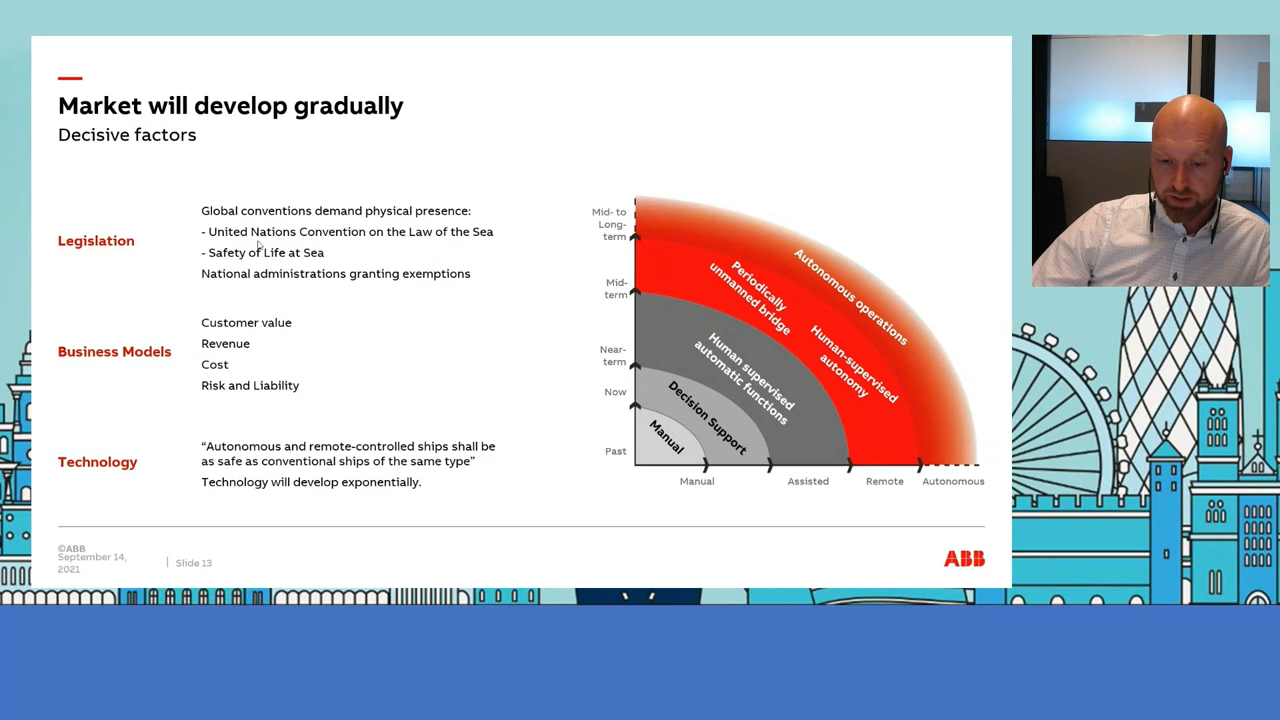 Market will develop gradually
Decisive factors
Legislation
Global conventions demand physical presence:
- United Nations Convention on the Law of the Sea
- Safety of Life at Sea
National administrations granting exemptions
Business Models
Customer value
Revenue
Cost
Risk and Liability
Technology
“Autonomous and remote-controlled ships shall be
as safe as conventional ships of the same type”
Technology will develop exponentially.
Mid- to
Long-
term
Mid-
term
Near-
term
Now
Past
Autonomous operations
Periodically
unmanned bridge
Human-supervised
autonomy
Human supervised
automatic functions
Decision Support
Manual
Manual
Assisted
Remote
Autonomous
©ABB
September 14,
2021
Slide 13
ABB